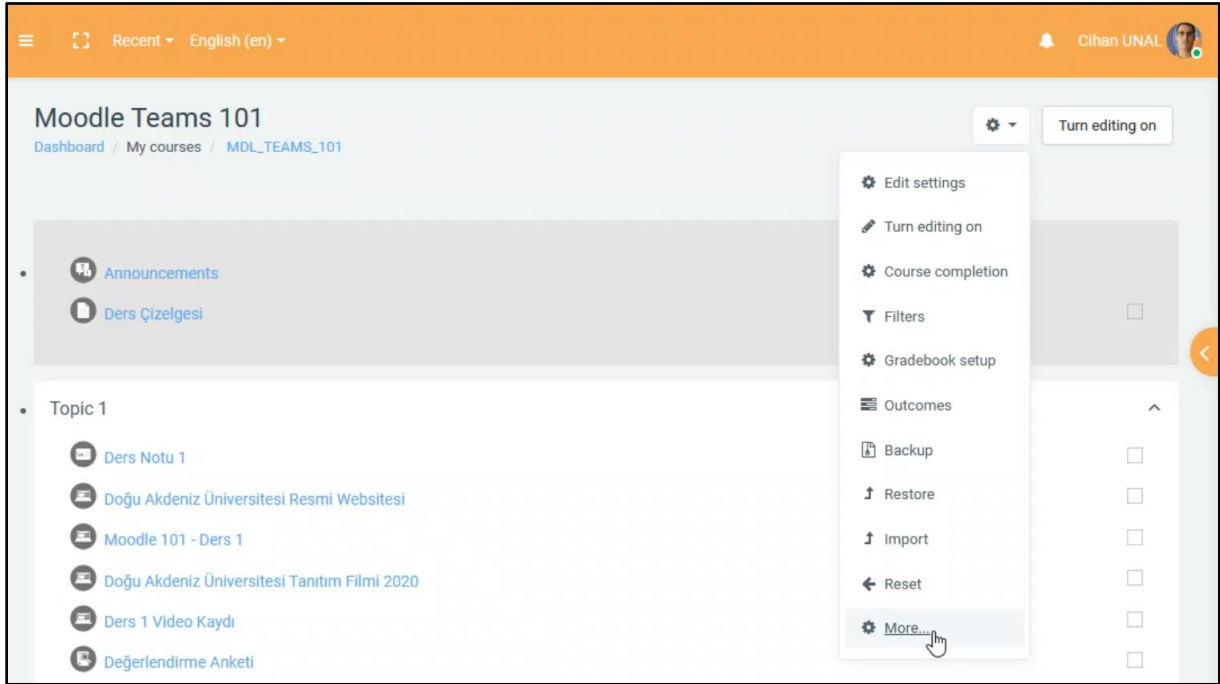 Recent English (en) Cihan UNAL
Moodle Teams 101
Turn editing on
Dashboard / My courses / MDL_TEAMS_101
Edit settings
Turn editing on
Course completion
Filters
Gradebook setup
Outcomes
Backup
Restore
Import
Reset
More...
Announcements
Ders Çizelgesi
Topic 1
Ders Notu 1
Doğu Akdeniz Üniversitesi Resmi Websitesi
Moodle 101 - Ders 1
Doğu Akdeniz Üniversitesi Tanıtım Filmi 2020
Ders 1 Video Kaydı
Değerlendirme Anketi